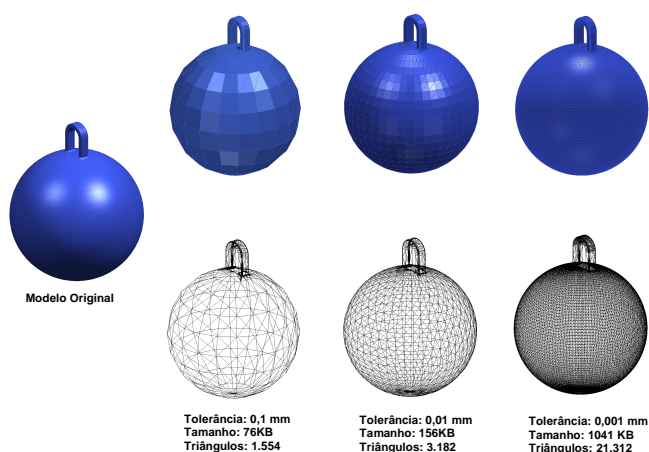 Modelo Original
Tolerância: 0,1 mm
Tamanho: 76KB
Triângulos: 1.554
Tolerância: 0,01 mm
Tamanho: 156KB
Triângulos: 3.182
Tolerância: 0,001 mm
Tamanho: 1041 KB
Triângulos: 21.312